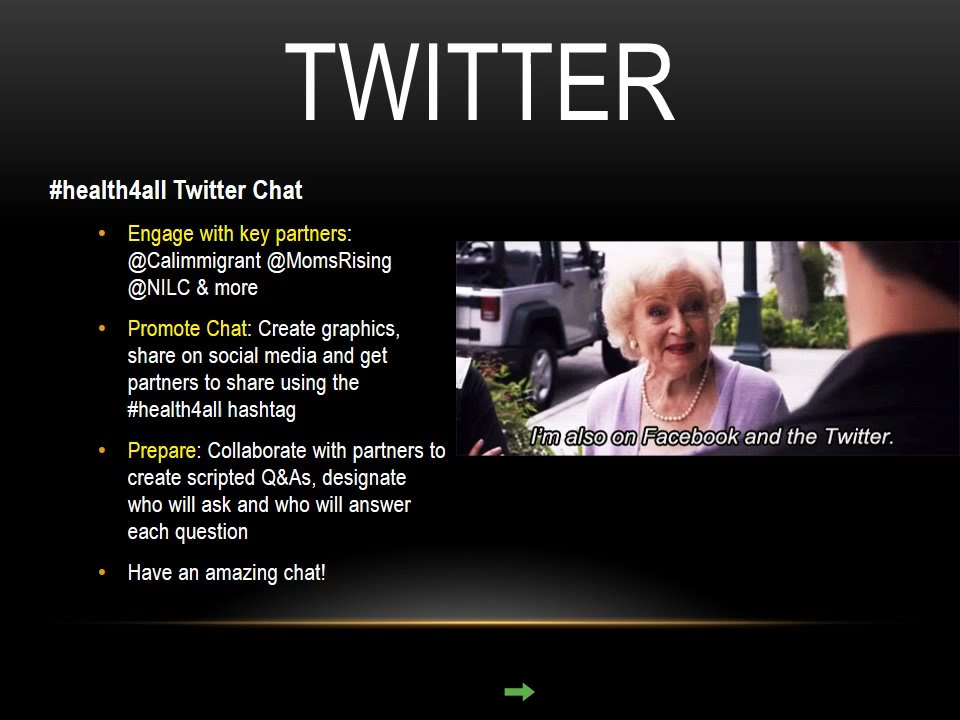 TWITTER
#health4all Twitter Chat
• Engage with key partners:
@Calimmigrant @MomsRising
@NILC & more
• Promote Chat: Create graphics,
share on social media and get
partners to share using the
#health4all hashtag
• Prepare: Collaborate with partners to
create scripted Q&As, designate
who will ask and who will answer
each question
• Have an amazing chat!
I'm also on Facebook and the Twitter.